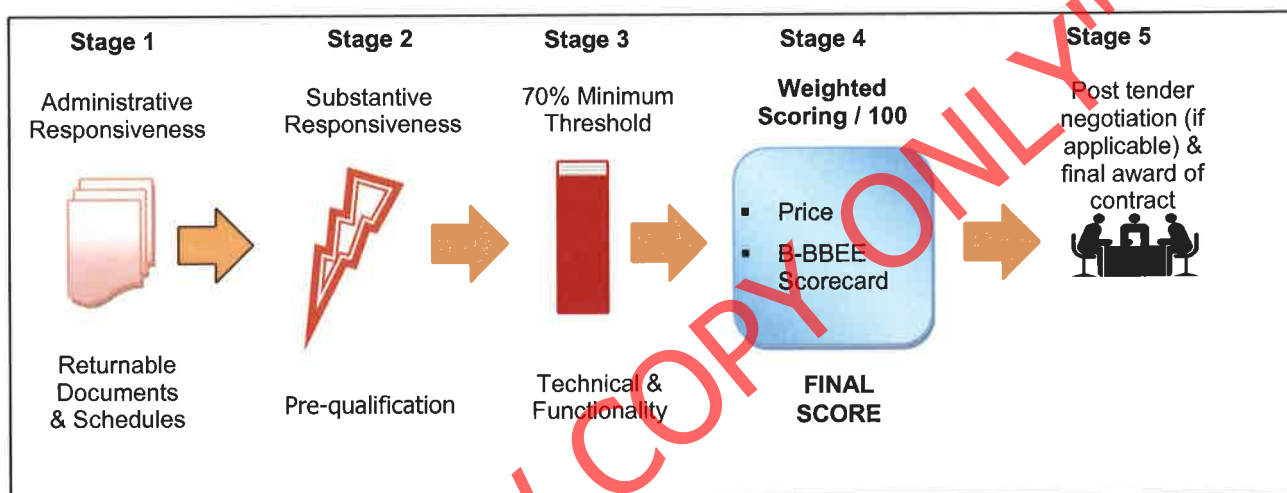 Stage 1
Administrative
Responsiveness
Returnable
Documents
& Schedules
Stage 2
Substantive
Responsiveness
Pre-qualification
Stage 3
70% Minimum
Threshold
Technical &
Functionality
Stage 4
Weighted
Scoring / 100
▪ Price
▪ B-BBEE
Scorecard
FINAL
SCORE
Stage 5
Post tender
negotiation (if
applicable) &
final award of
contract
COPY ONLY"